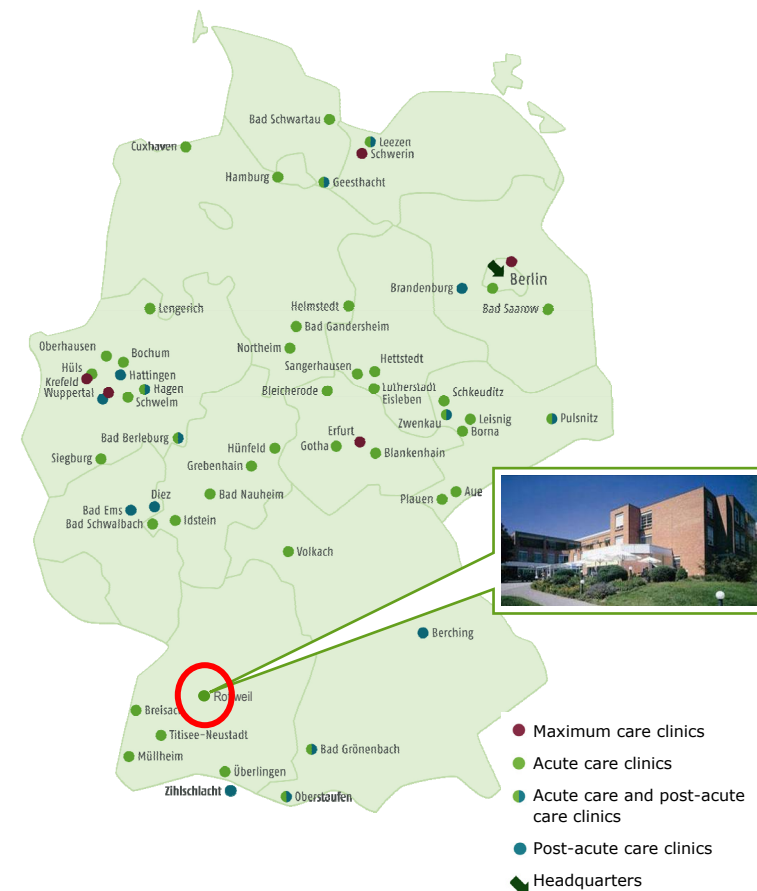 Bad Schwartau
Cuxhaven
Leezen
Schwerin
Hamburg
Geesthacht
Berlin
Brandenburg
Bad Saarow
Lengerich
Helmstedt
Bad Gandersheim
Oberhausen
Bochum
Northeim
Hettstedt
Sangerhausen
Hüls
Hattingen
Krefeld
Hagen
Wuppertal
Schwelm
Bleicherode
Lutherstadt
Eisleben
Schkeuditz
Zwenkau
Leisnig
Pulsnitz
Borna
Bad Berleburg
Erfurt
Hünfeld
Gotha
Blankenhain
Siegburg
Grebenhain
Diez
Bad Nauheim
Aue
Plauen
Bad Ems
Bad Schwalbach
Idstein
Volkach
Berching
Rottweil
Breisach
Titisee-Neustadt
Bad Grönenbach
Müllheim
Überlingen
Zihlschlacht
Oberstaufen
Maximum care clinics
Acute care clinics
Acute care and post-acute
care clinics
Post-acute care clinics
Headquarters